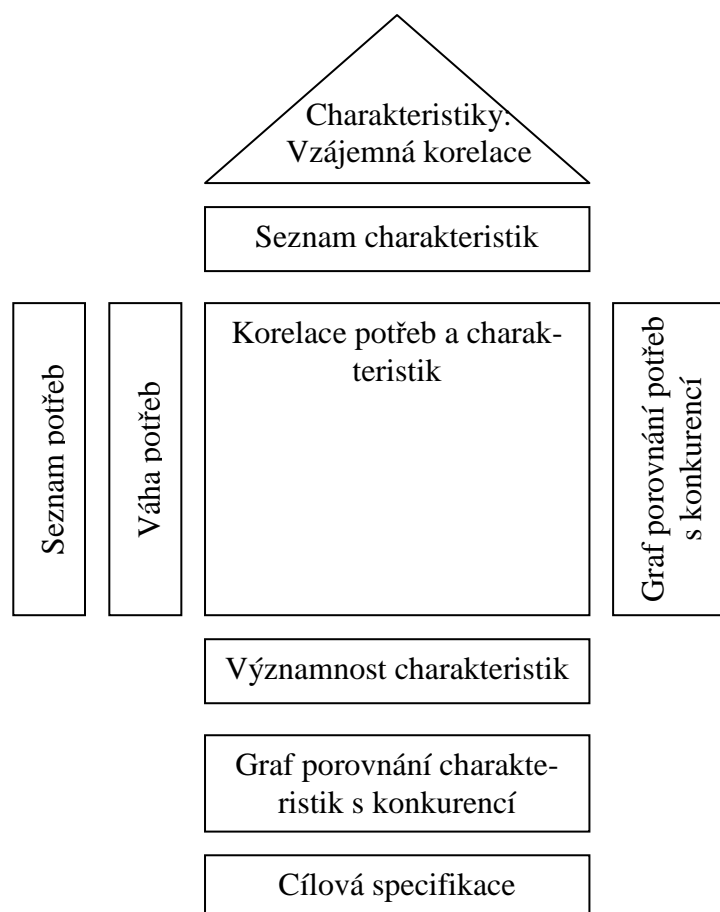 Charakteristiky:
Vzájemná korelace
Seznam charakteristik
Seznam potřeb
Váha potřeb
Korelace potřeb a charak-
teristik
Graf porovnání potřeb
s konkurencí
Významnost charakteristik
Graf porovnání charakte-
ristik s konkurencí
Cílová specifikace